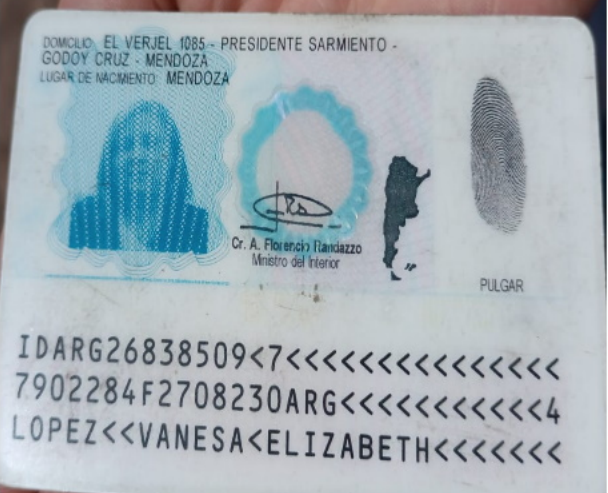 DOMICILIO: EL VERJEL 1085 - PRESIDENTE SARMIENTO -
GODOY CRUZ - MENDOZA
LUGAR DE NACIMIENTO: MENDOZA
Cr. A. Florencio Randazzo
Ministro del Interior
PULGAR
IDARG26838509<7<<<<<<<<<<<<<<<
7902284F2708230ARG<<<<<<<<<<<4
LOPEZ<<VANESA<ELIZABETH<<<<<<<